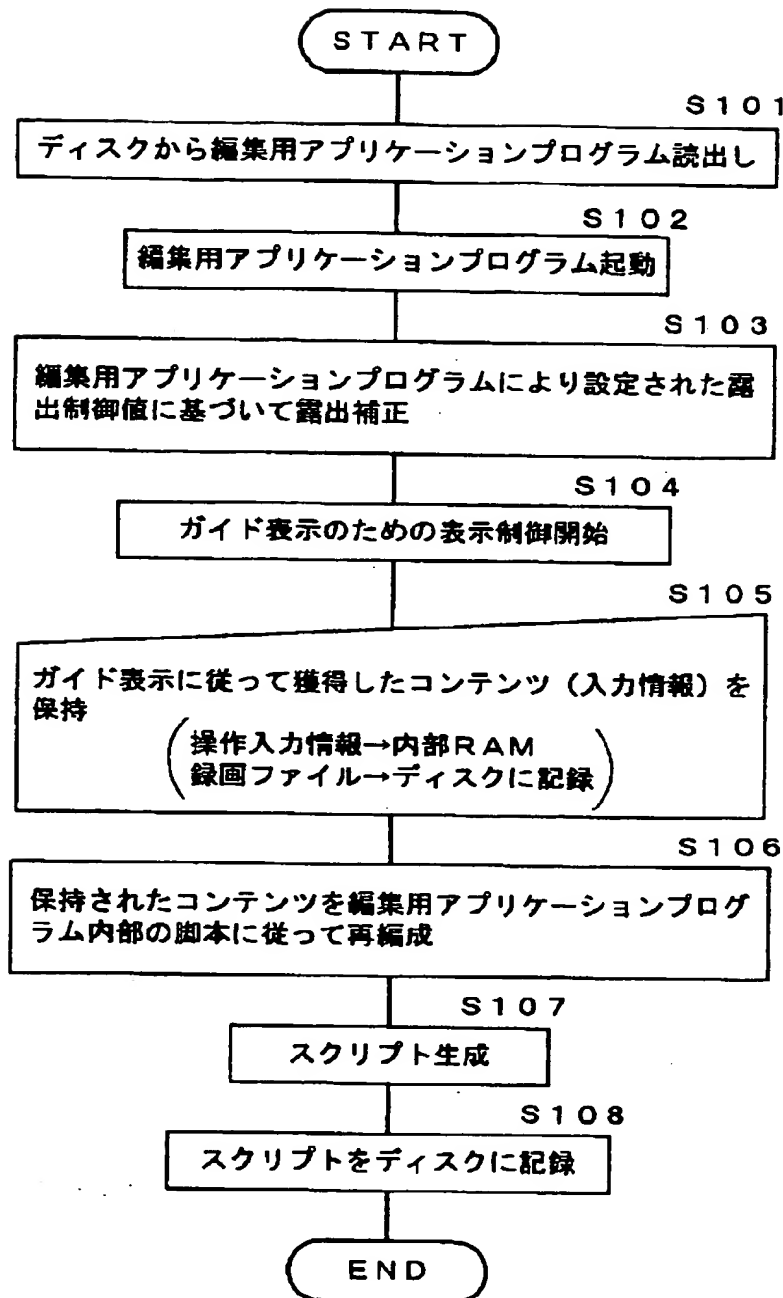 START
S101
ディスクから編集用アプリケーションプログラム読出し
S102
編集用アプリケーションプログラム起動
S103
編集用アプリケーションプログラムにより設定された露
出制御値に基づいて露出補正
S104
ガイド表示のための表示制御開始
S105
ガイド表示に従って獲得したコンテンツ（入力情報）を
保持
操作入力情報→内部RAM
録画ファイル→ディスクに記録
S106
保持されたコンテンツを編集用アプリケーションプログ
ラム内部の脚本に従って再編成
S107
スクリプト生成
S108
スクリプトをディスクに記録
END